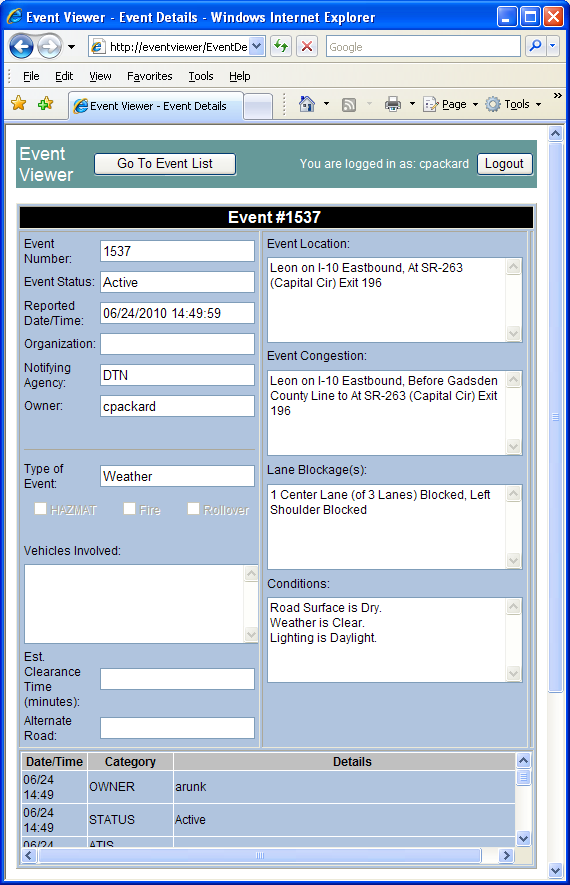 Event Viewer - Event Details - Windows Internet Explorer
http://eventviewer/EventDe
Google
File Edit View Favorites Tools Help
Event Viewer - Event Details
Page Tools
Event
Viewer
Go To Event List
You are logged in as: cpackard
Logout
Event #1537
Event
Number:
1537
Event Status:
Active
Reported
Date/Time:
06/24/2010 14:49:59
Organization:
Notifying
Agency:
DTN
Owner:
cpackard
Type of
Event:
Weather
HAZMAT
Fire
Rollover
Vehicles Involved:
Est.
Clearance
Time
(minutes):
Alternate
Road:
Event Location:
Leon on I-10 Eastbound, At SR-263
(Capital Cir) Exit 196
Event Congestion:
Leon on I-10 Eastbound, Before Gadsden
County Line to At SR-263 (Capital Cir) Exit
196
Lane Blockage(s):
1 Center Lane (of 3 Lanes) Blocked, Left
Shoulder Blocked
Conditions:
Road Surface is Dry.
Weather is Clear.
Lighting is Daylight.
Date/Time Category Details
06/24
14:49
OWNER
arunk
06/24
14:49
STATUS
Active
06/24
ATIS